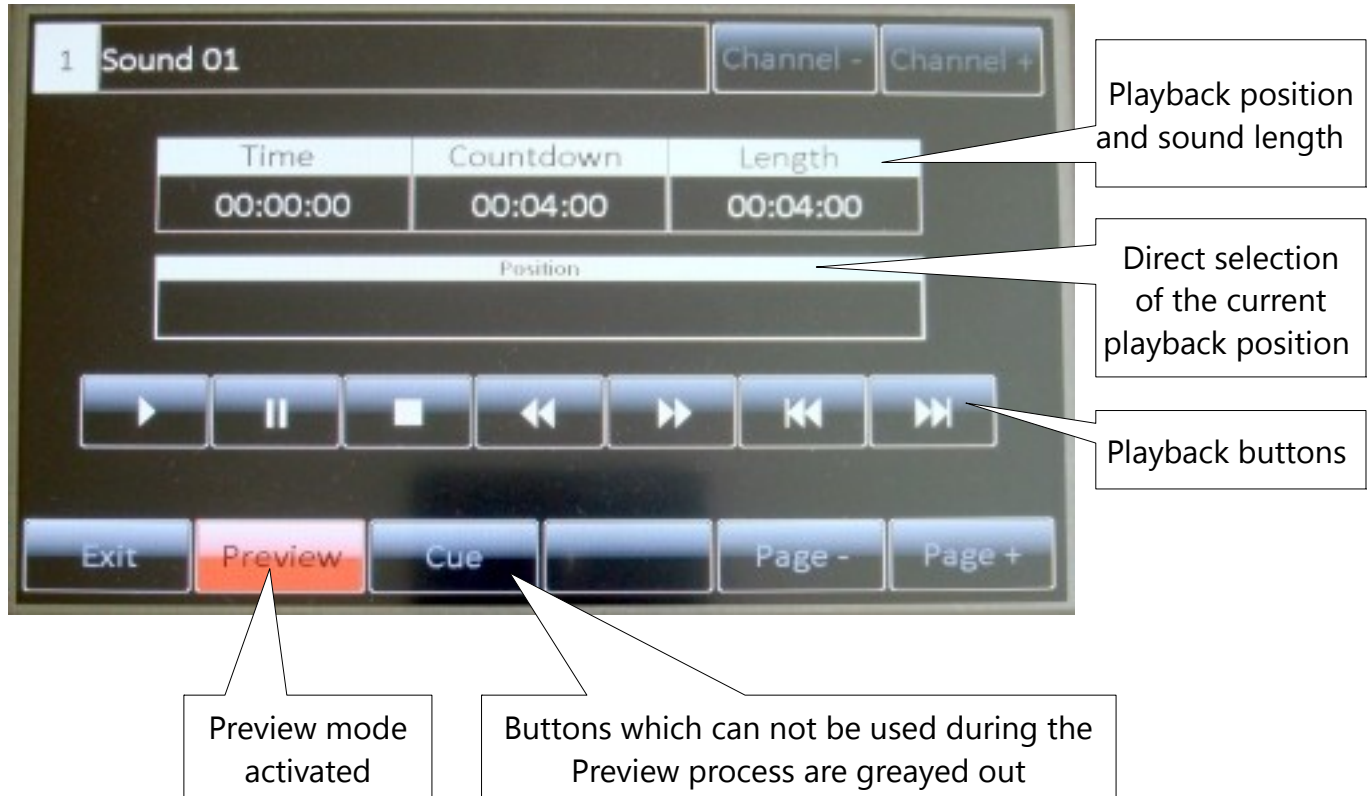 1 Sound 01 Channel - Channel +
Time Countdown Length
00:00:00 00:04:00 00:04:00
Position
Exit Preview Cue Page - Page +
Playback position
and sound length
Direct selection
of the current
playback position
Playback buttons
Preview mode
activated
Buttons which can not be used during the
Preview process are greayed out